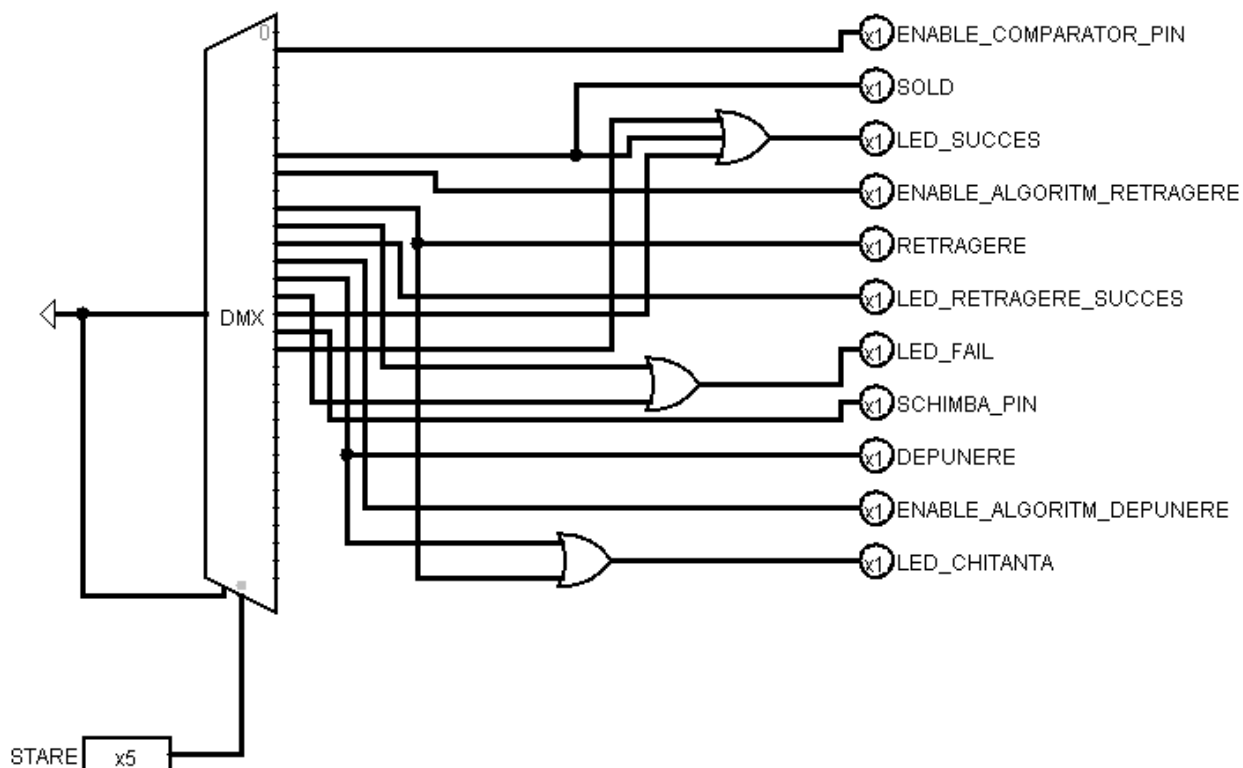 0
x1 ENABLE_COMPARATOR_PIN
x1 SOLD
x1 LED_SUCCES
x1 ENABLE_ALGORITM_RETRAGERE
x1 RETRAGERE
x1 LED_RETRAGERE_SUCCES
DMX
x1 LED_FAIL
x1 SCHIMBA_PIN
x1 DEPUNERE
x1 ENABLE_ALGORITM_DEPUNERE
x1 LED_CHITANTA
STARE x5